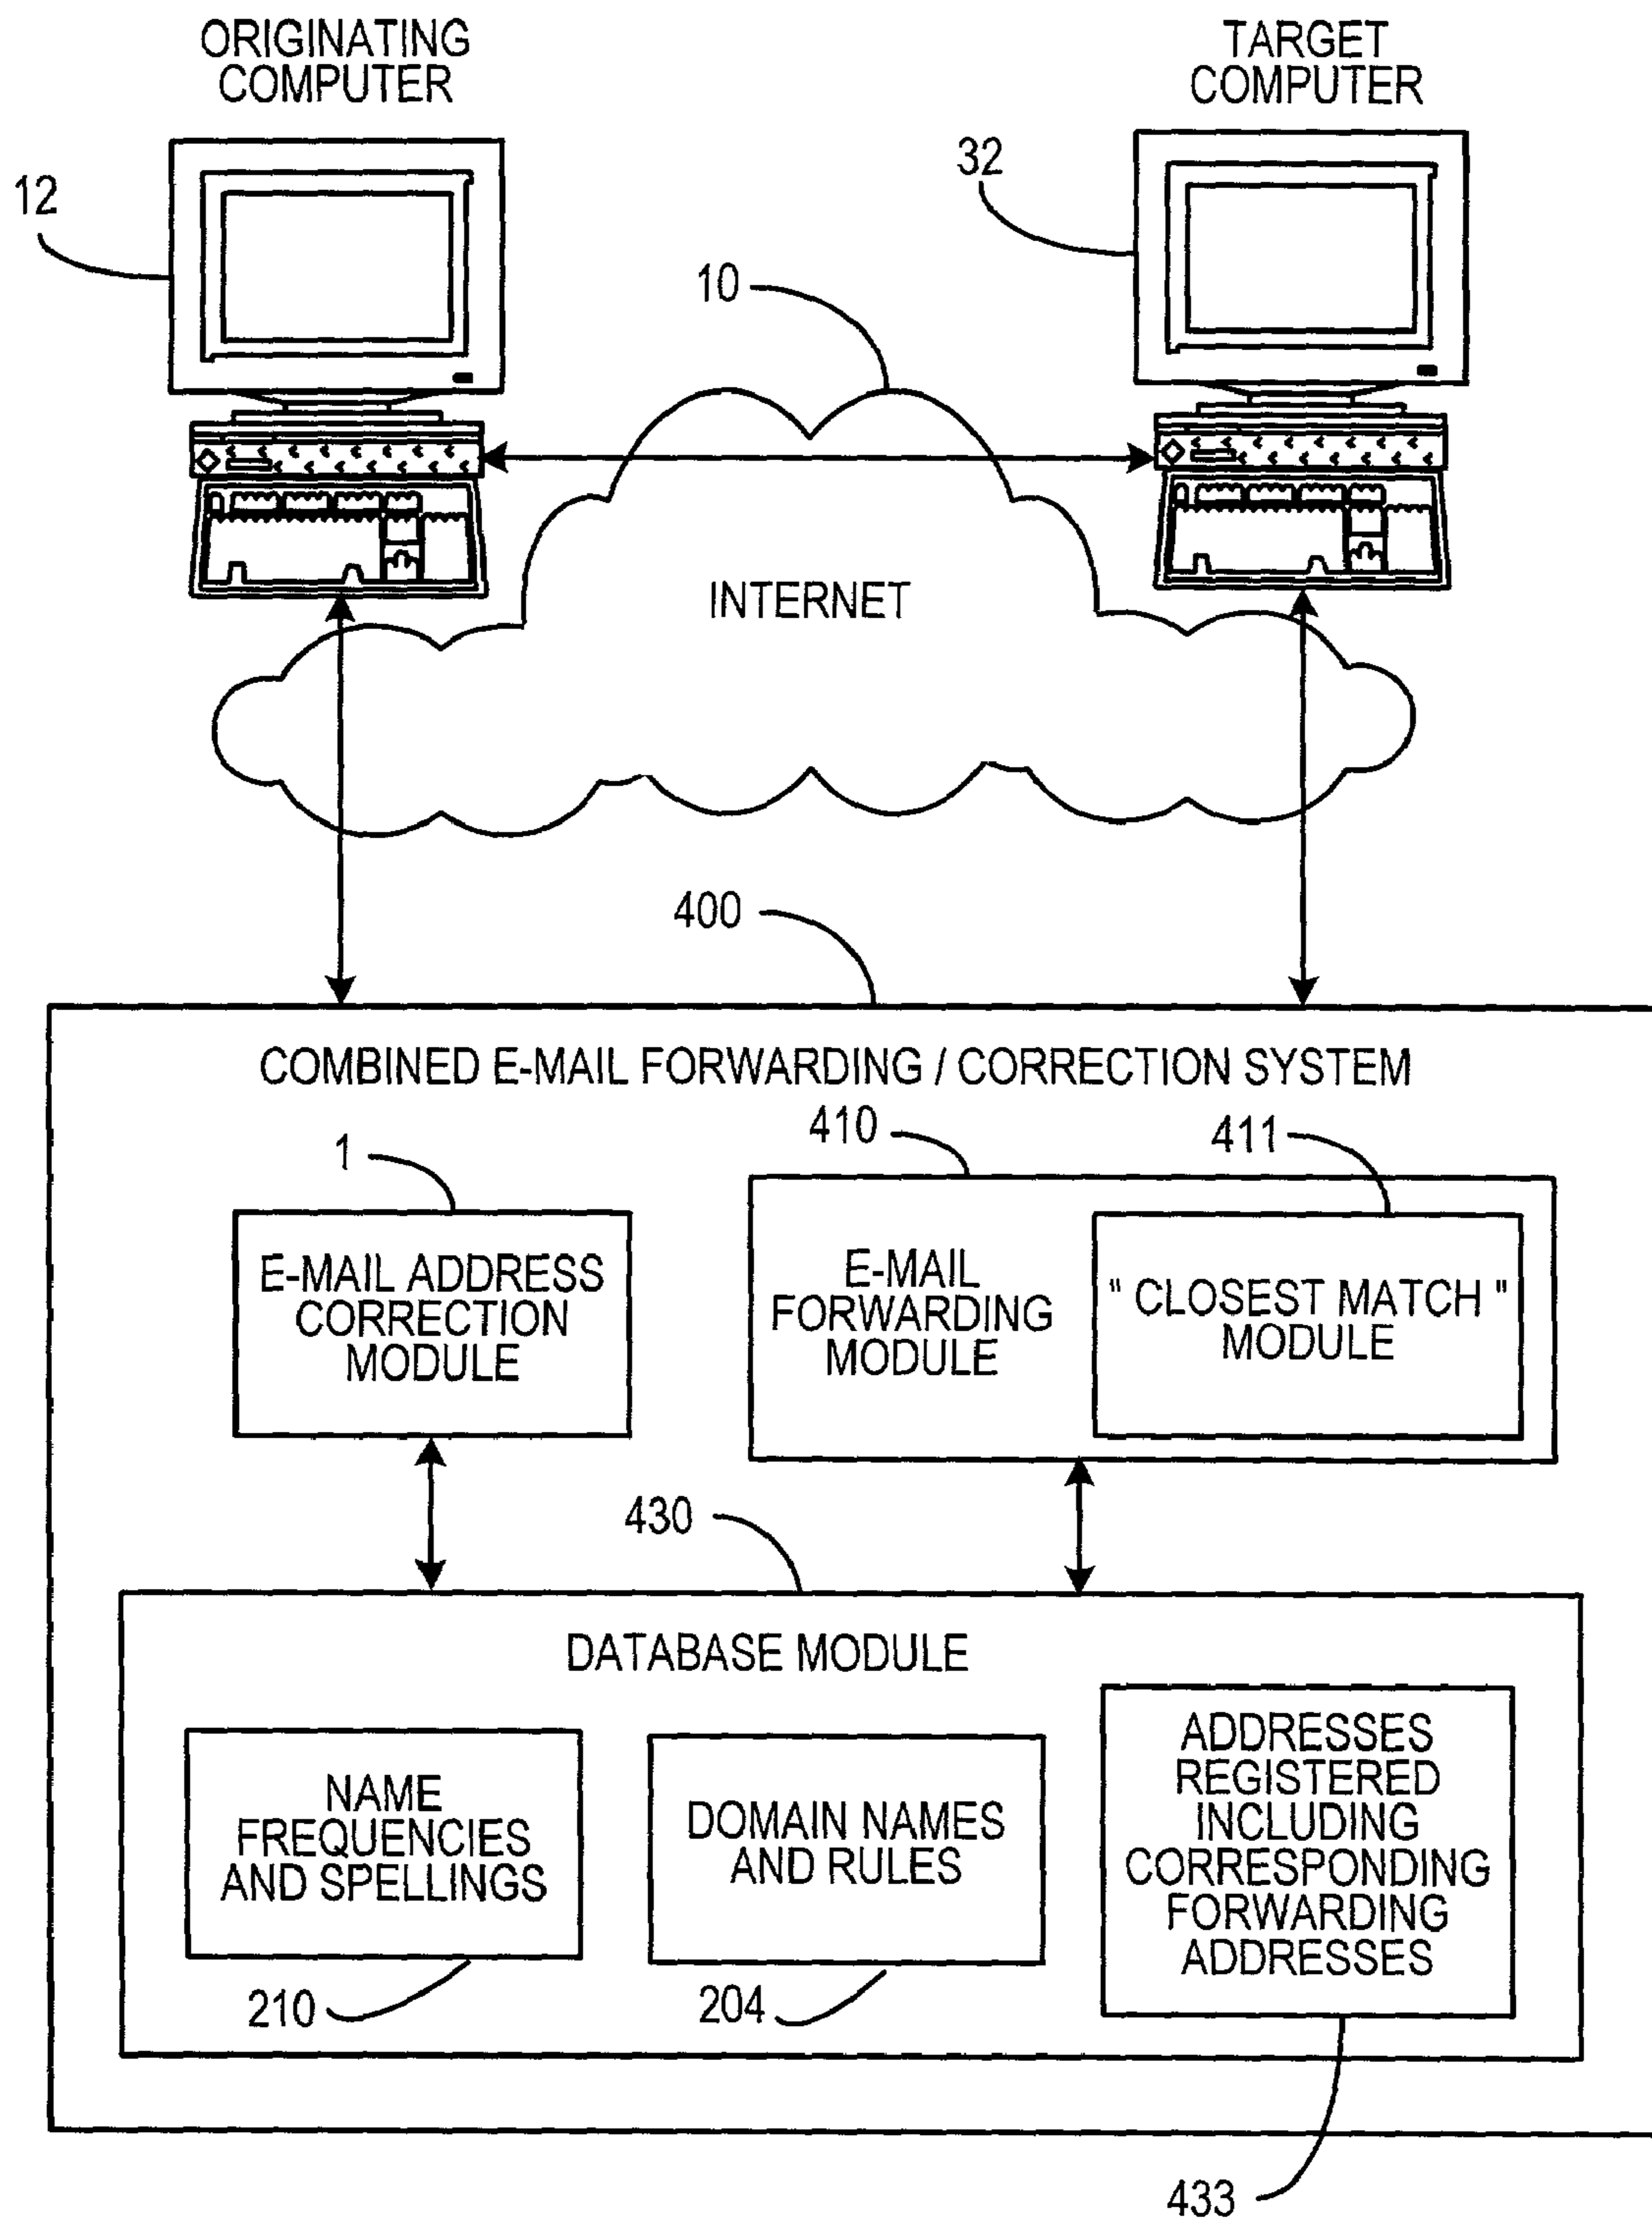 ORIGINATING
COMPUTER
TARGET
COMPUTER
12
32
10
INTERNET
400
COMBINED E-MAIL FORWARDING / CORRECTION SYSTEM
1
410
411
E-MAIL ADDRESS
CORRECTION
MODULE
E-MAIL
FORWARDING
MODULE
" CLOSEST MATCH "
MODULE
430
DATABASE MODULE
NAME
FREQUENCIES
AND SPELLINGS
DOMAIN NAMES
AND RULES
ADDRESSES
REGISTERED
INCLUDING
CORRESPONDING
FORWARDING
ADDRESSES
210
204
433